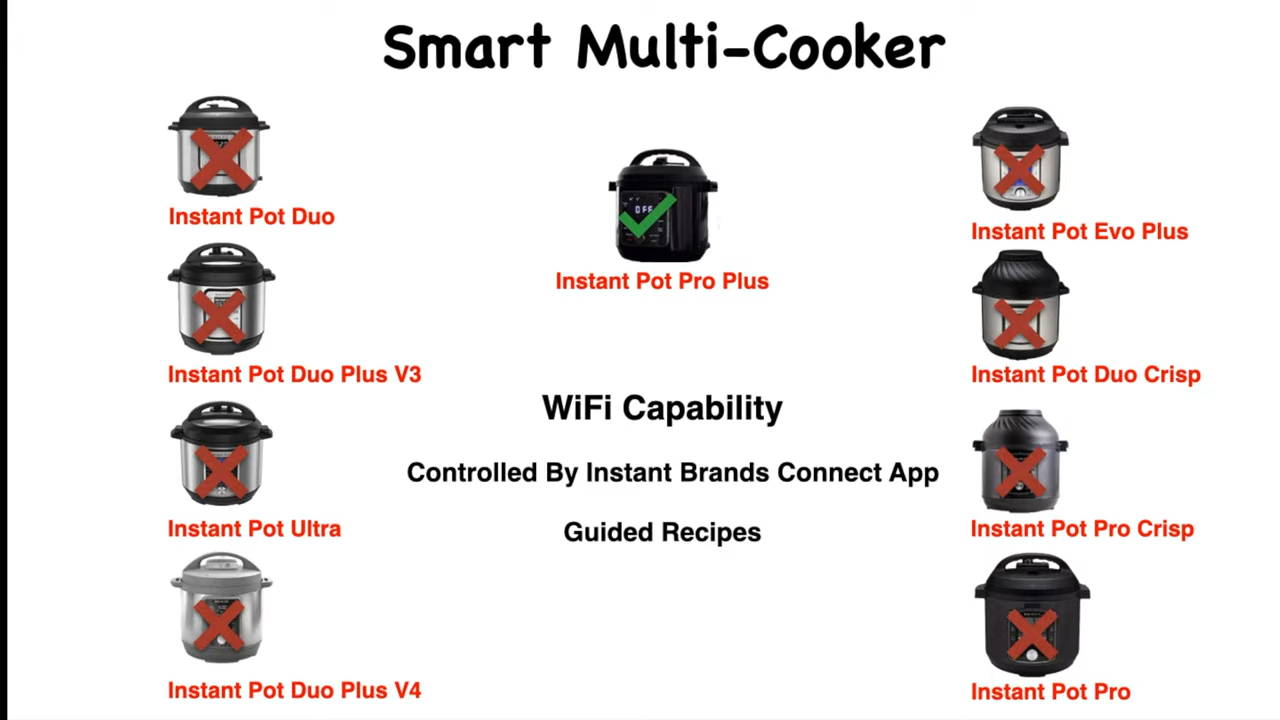 Smart Multi-Cooker
Instant Pot Duo
Instant Pot Duo Plus V3
Instant Pot Ultra
Instant Pot Duo Plus V4
OFF
Instant Pot Pro Plus
WiFi Capability
Controlled By Instant Brands Connect App
Guided Recipes
Instant Pot Evo Plus
Instant Pot Duo Crisp
Instant Pot Pro Crisp
Instant Pot Pro